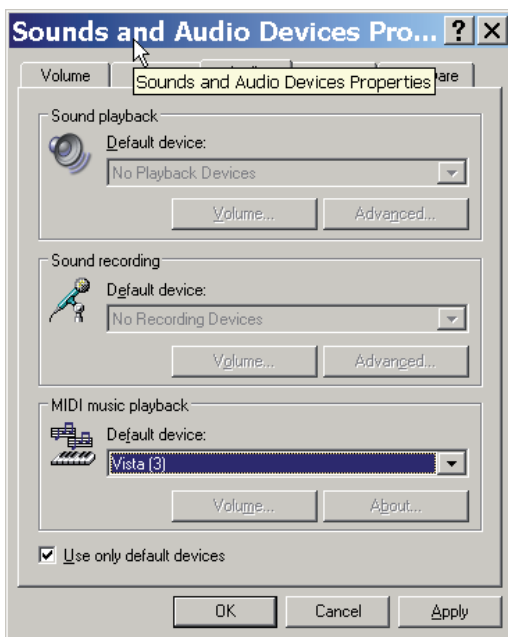 Sounds and Audio Devices Pro...
Volume
Sounds and Audio Devices Properties
Sound playback
Default device:
No Playback Devices
Volume...
Advanced...
Sound recording
Default device:
No Recording Devices
Volume...
Advanced...
MIDI music playback
Default device:
Vista (3)
Volume...
About...
Use only default devices
OK
Cancel
Apply